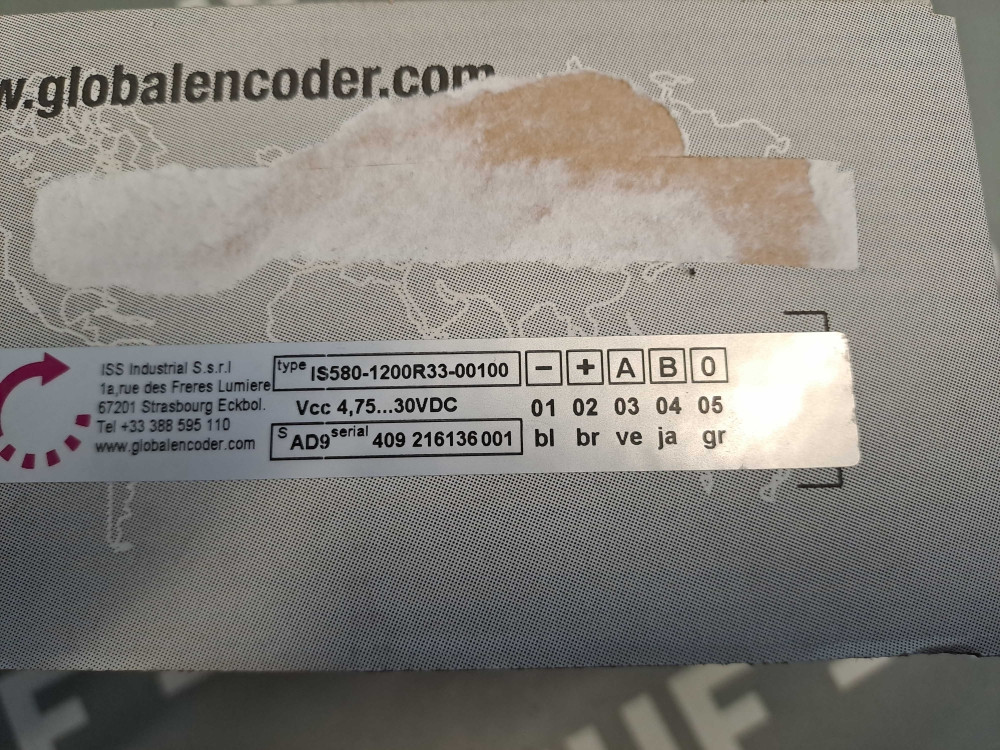 w.globalencoder.com
ISS Industrial S.s.r.l
1a,rue des Freres Lumiere
67201 Strasbourg Eckbol.
Tel +33 388 595 110
www.globalencoder.com
type IS580-1200R33-00100
Vcc 4,75...30VDC
S AD9 serial 409 216136 001
- + A B 0
01 02 03 04 05
bl br ve ja gr